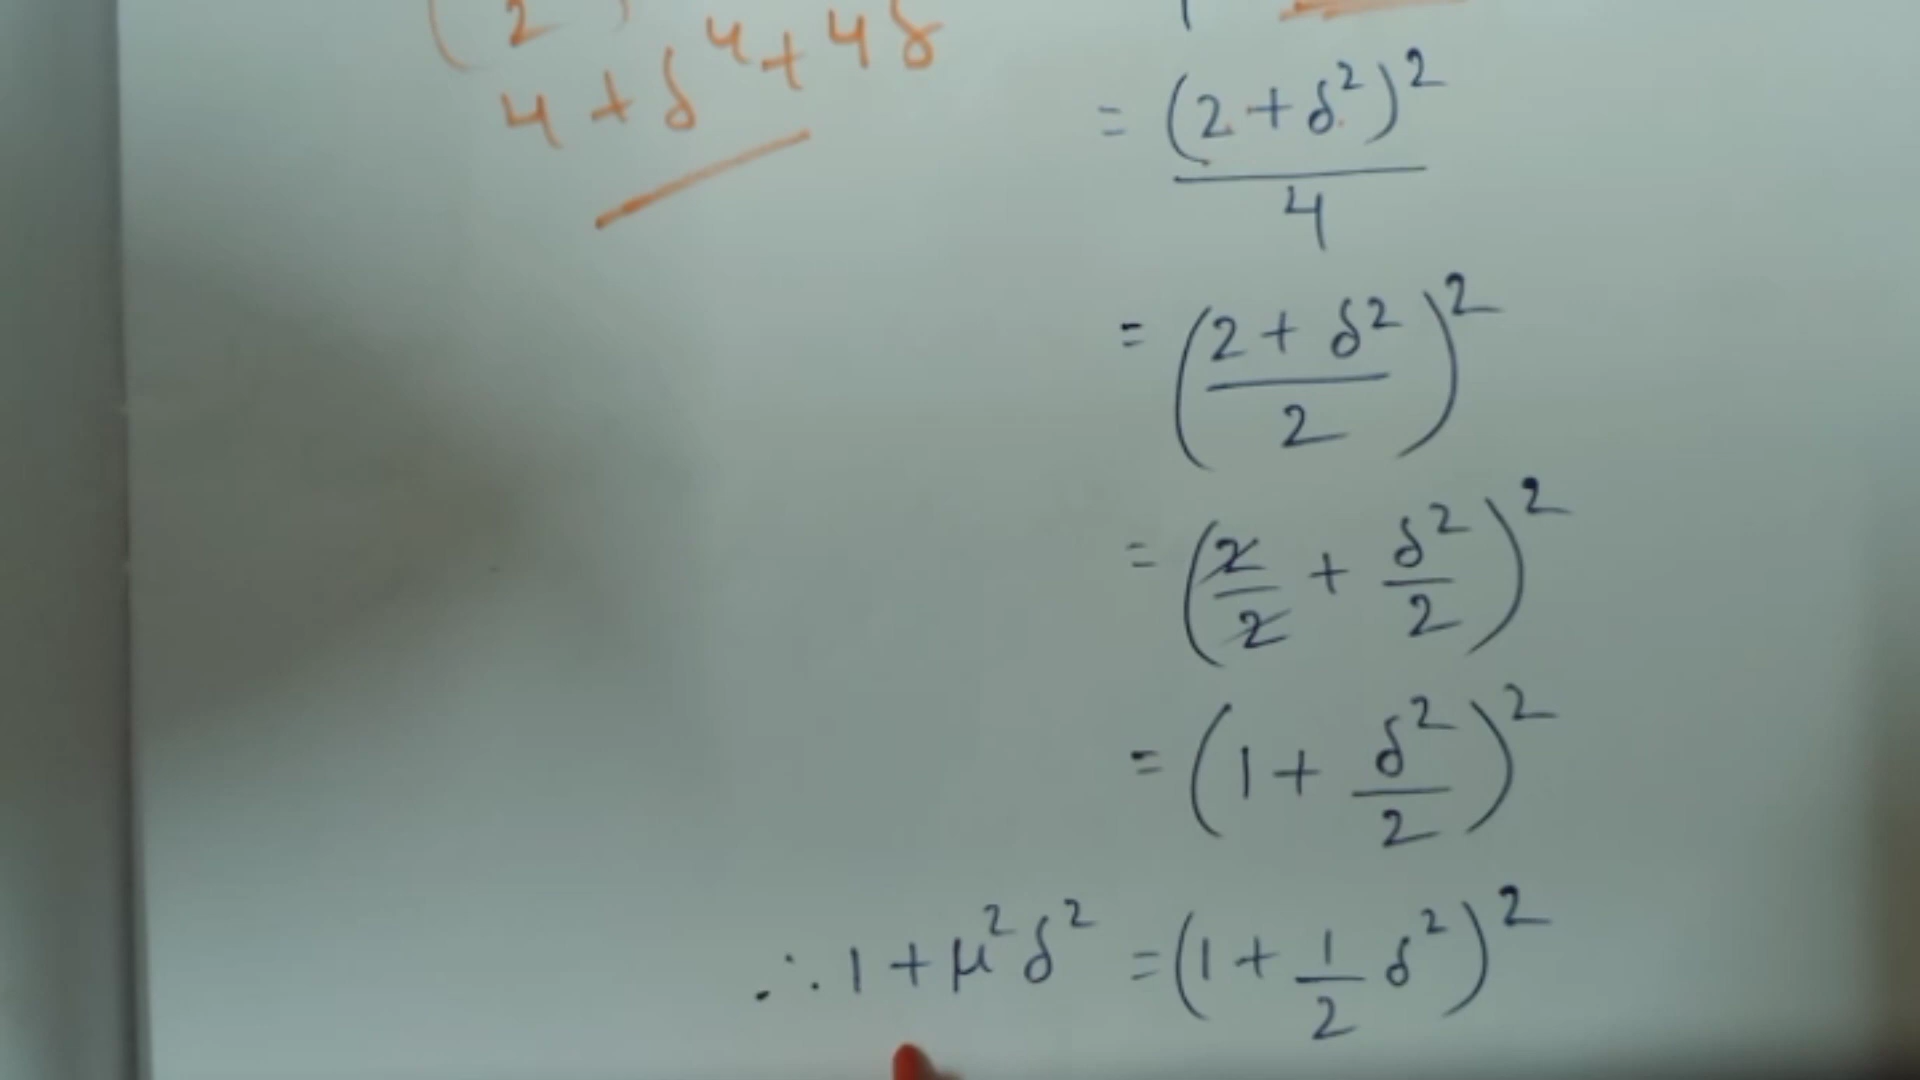 (2)
4 + δ⁴ + 4δ
= (2 + δ²)² / 4
= ((2 + δ²) / 2)²
= (2/2 + δ²/2)²
= (1 + δ²/2)²
∴ 1 + μ²δ² = (1 + 1/2 δ²)²